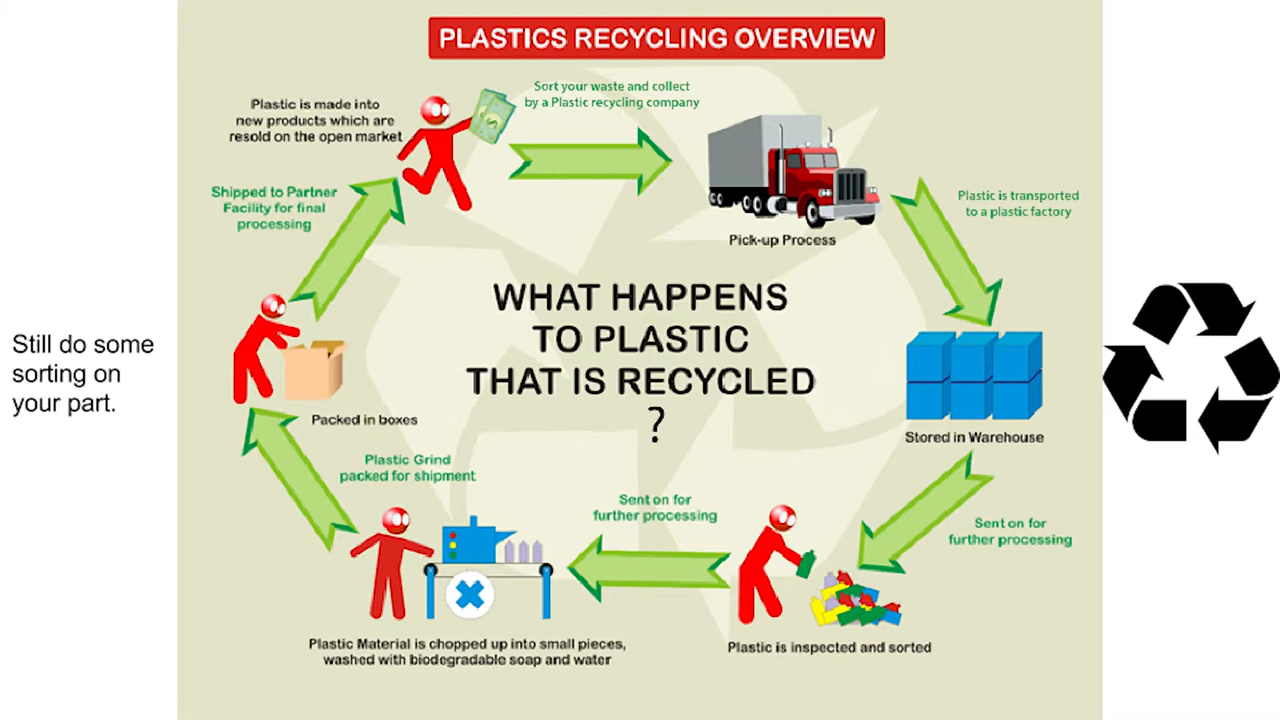 PLASTICS RECYCLING OVERVIEW
Sort your waste and collect
by a Plastic recycling company
Plastic is made into
new products which are
resold on the open market
Shipped to Partner
Facility for final
processing
Pick-up Process
Plastic is transported
to a plastic factory
WHAT HAPPENS
TO PLASTIC
THAT IS RECYCLED
?
Still do some
sorting on
your part.
Packed in boxes
Stored in Warehouse
Plastic Grind
packed for shipment
Sent on for
further processing
Sent on for
further processing
Plastic Material is chopped up into small pieces,
washed with biodegradable soap and water
Plastic is inspected and sorted